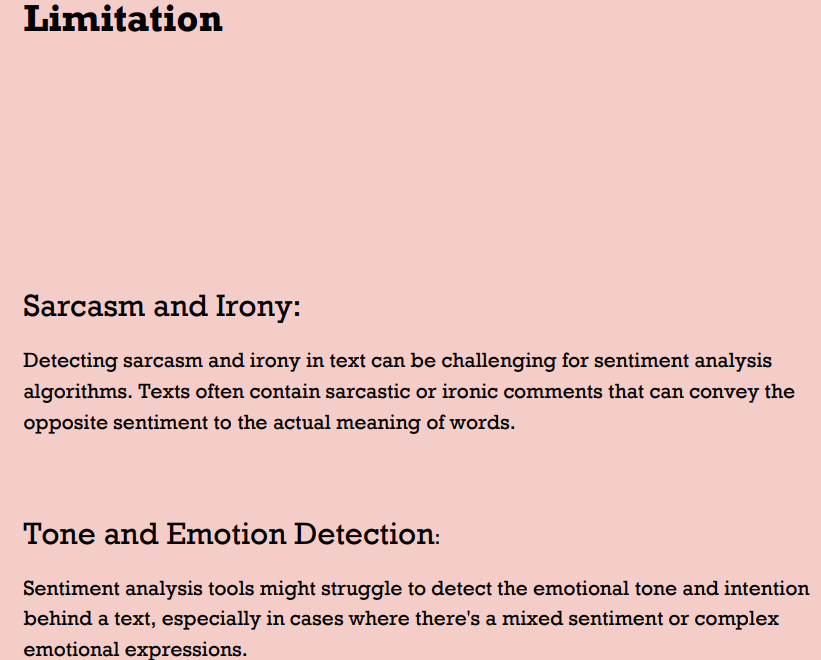 Limitation
Sarcasm and Irony:
Detecting sarcasm and irony in text can be challenging for sentiment analysis
algorithms. Texts often contain sarcastic or ironic comments that can convey the
opposite sentiment to the actual meaning of words.
Tone and Emotion Detection:
Sentiment analysis tools might struggle to detect the emotional tone and intention
behind a text, especially in cases where there's a mixed sentiment or complex
emotional expressions.